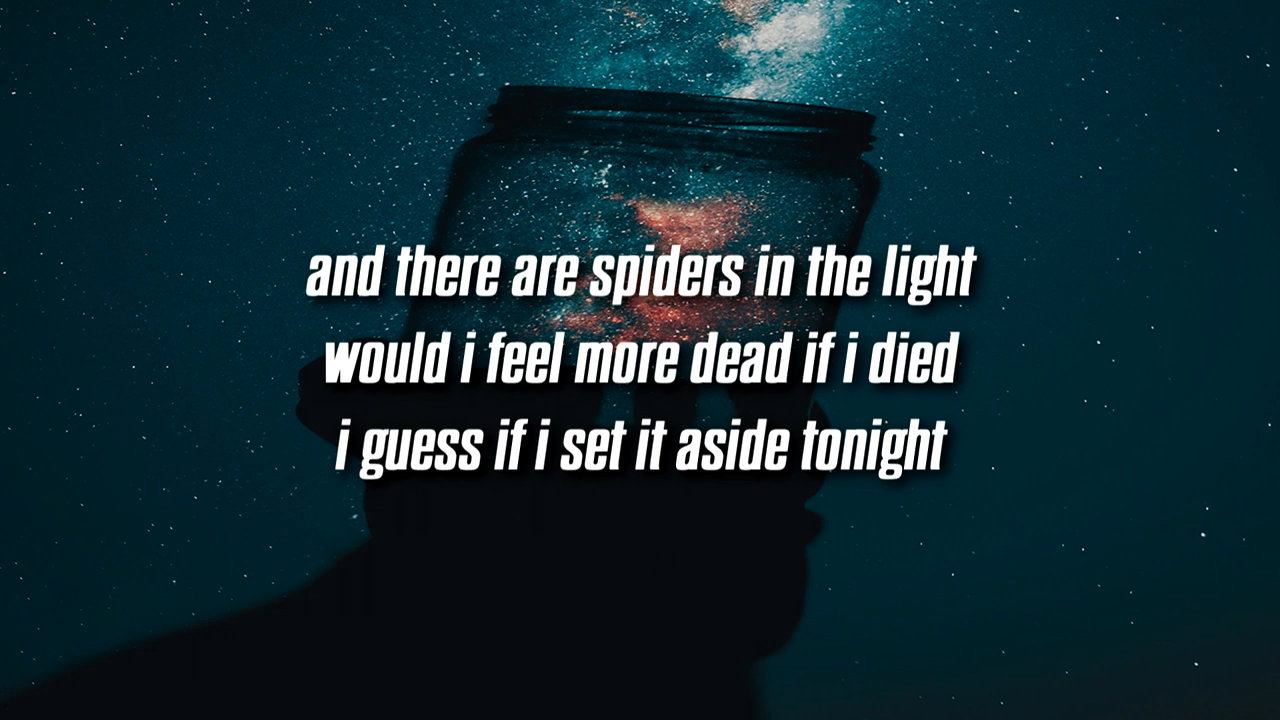 and there are spiders in the light
would i feel more dead if i died
i guess if i set it aside tonight